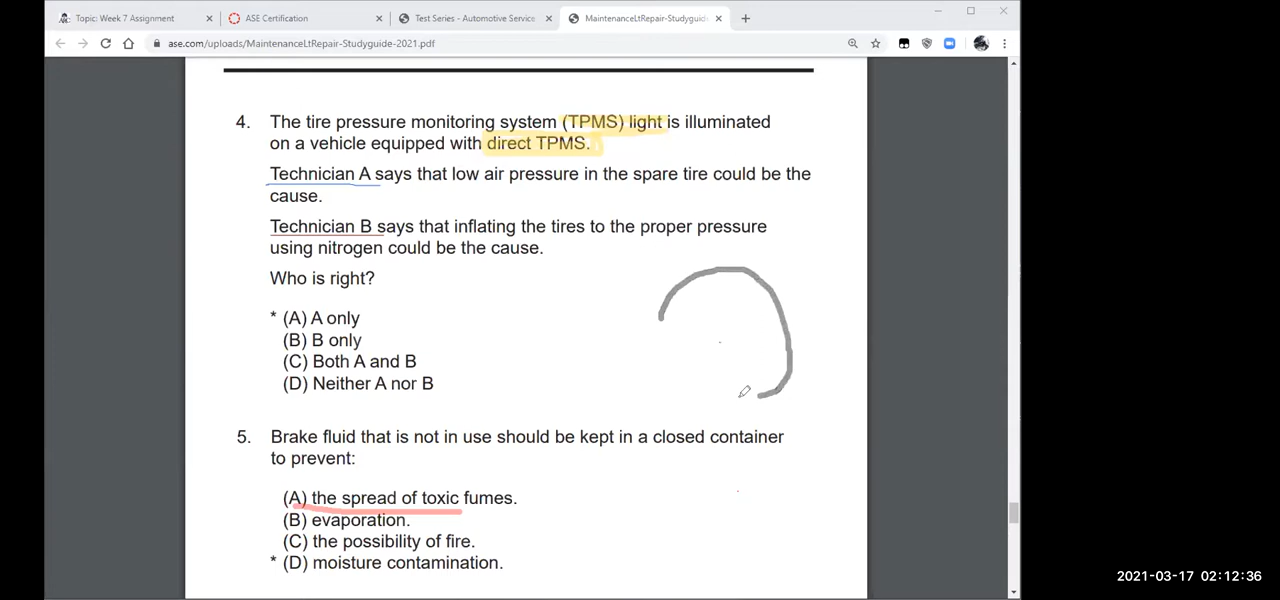 Topic: Week 7 Assignment
ASE Certification
Test Series - Automotive Service
MaintenanceLtRepair-Studyguid
ase.com/uploads/MaintenanceLtRepair-Studyguide-2021.pdf
4. The tire pressure monitoring system (TPMS) light is illuminated
on a vehicle equipped with direct TPMS.
Technician A says that low air pressure in the spare tire could be the
cause.
Technician B says that inflating the tires to the proper pressure
using nitrogen could be the cause.
Who is right?
* (A) A only
(B) B only
(C) Both A and B
(D) Neither A nor B
5. Brake fluid that is not in use should be kept in a closed container
to prevent:
(A) the spread of toxic fumes.
(B) evaporation.
(C) the possibility of fire.
* (D) moisture contamination.
2021-03-17 02:12:36